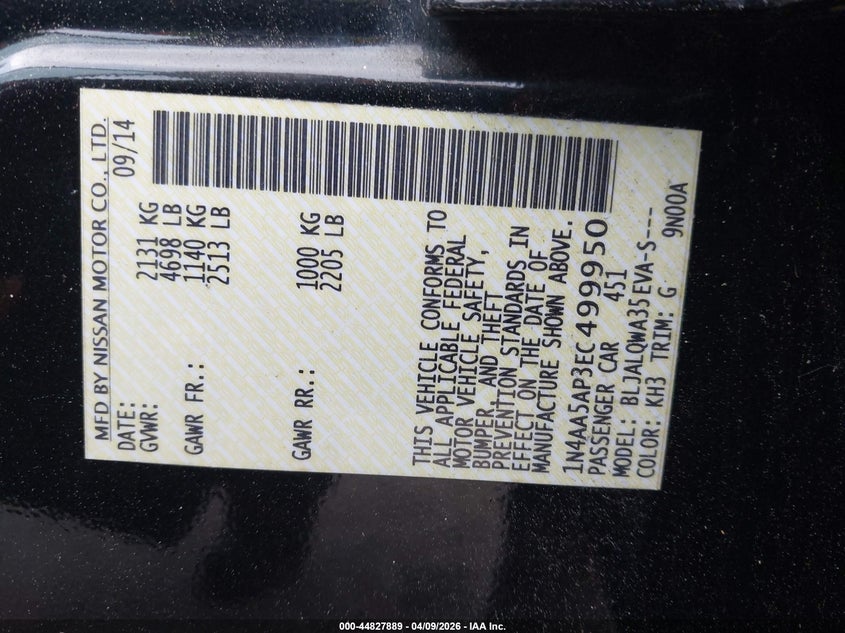 MFD BY NISSAN MOTOR CO., LTD.
DATE: 09/14
GVWR: 2131 KG
4698 LB
GAWR FR.: 1140 KG
2513 LB
GAWR RR.: 1000 KG
2205 LB
THIS VEHICLE CONFORMS TO
ALL APPLICABLE FEDERAL
MOTOR VEHICLE SAFETY,
BUMPER, AND THEFT
PREVENTION STANDARDS IN
EFFECT ON THE DATE OF
MANUFACTURE SHOWN ABOVE.
1N4AA5AP3EC499950
PASSENGER CAR 451
MODEL: BLJALQWA35EVA-S---
COLOR: KH3 TRIM: G 9N00A
000-44827889 - 04/09/2026 - IAA Inc.